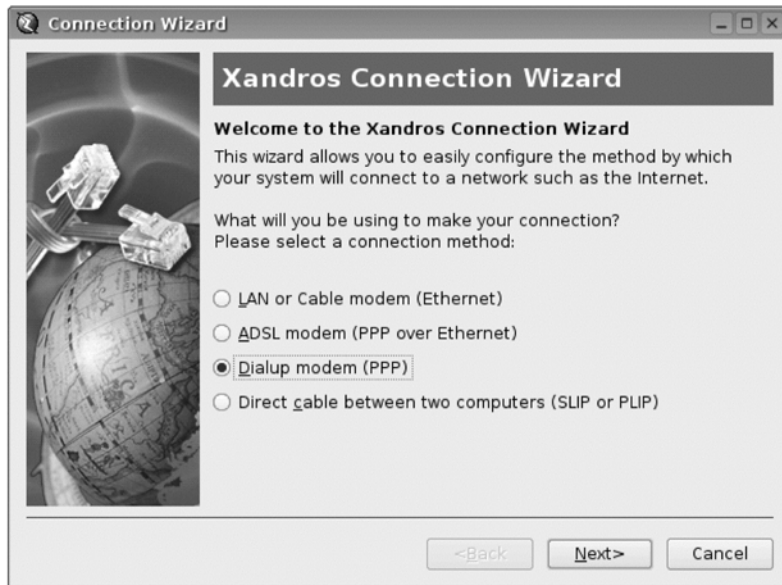 Connection Wizard
Xandros Connection Wizard
Welcome to the Xandros Connection Wizard
This wizard allows you to easily configure the method by which
your system will connect to a network such as the Internet.
What will you be using to make your connection?
Please select a connection method:
LAN or Cable modem (Ethernet)
ADSL modem (PPP over Ethernet)
Dialup modem (PPP)
Direct cable between two computers (SLIP or PLIP)
<Back
Next>
Cancel